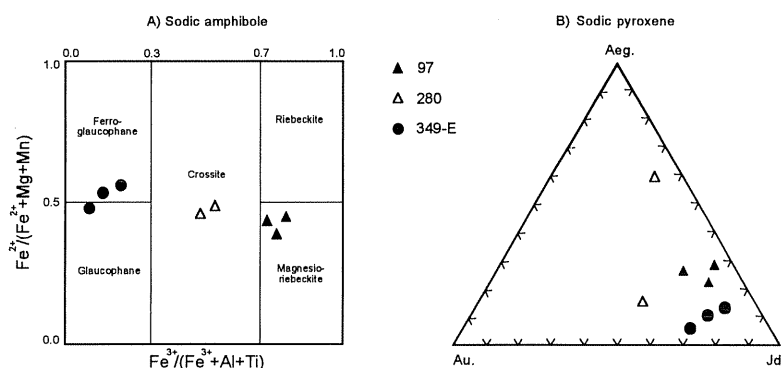 A) Sodic amphibole
0.0 0.3 0.7 1.0
1.0
Ferro-
glaucophane
Riebeckite
Crossite
0.5
Glaucophane
Magnesio-
riebeckite
0.0
Fe2+/(Fe2++Mg+Mn)
Fe3+/(Fe3++Al+Ti)
97
280
349-E
B) Sodic pyroxene
Aeg.
Au.
Jd